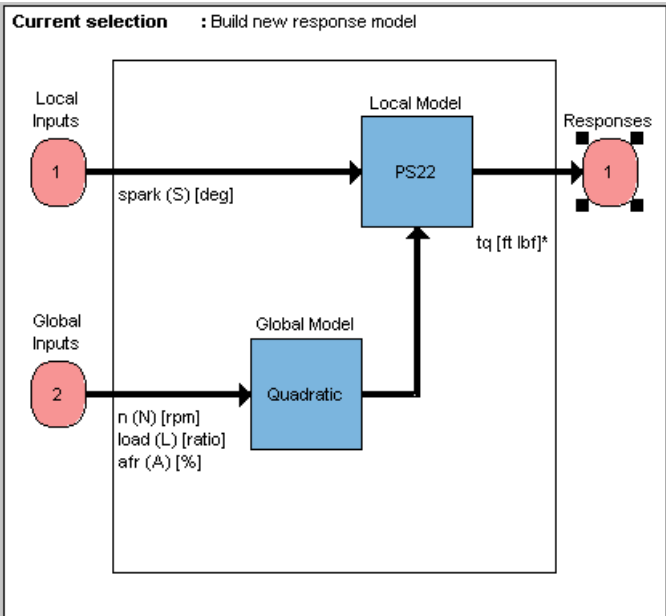 Current selection : Build new response model
Local
Inputs
1
spark (S) [deg]
Local Model
PS22
Responses
1
tq [ft lbf]*
Global
Inputs
2
n (N) [rpm]
load (L) [ratio]
afr (A) [%]
Global Model
Quadratic